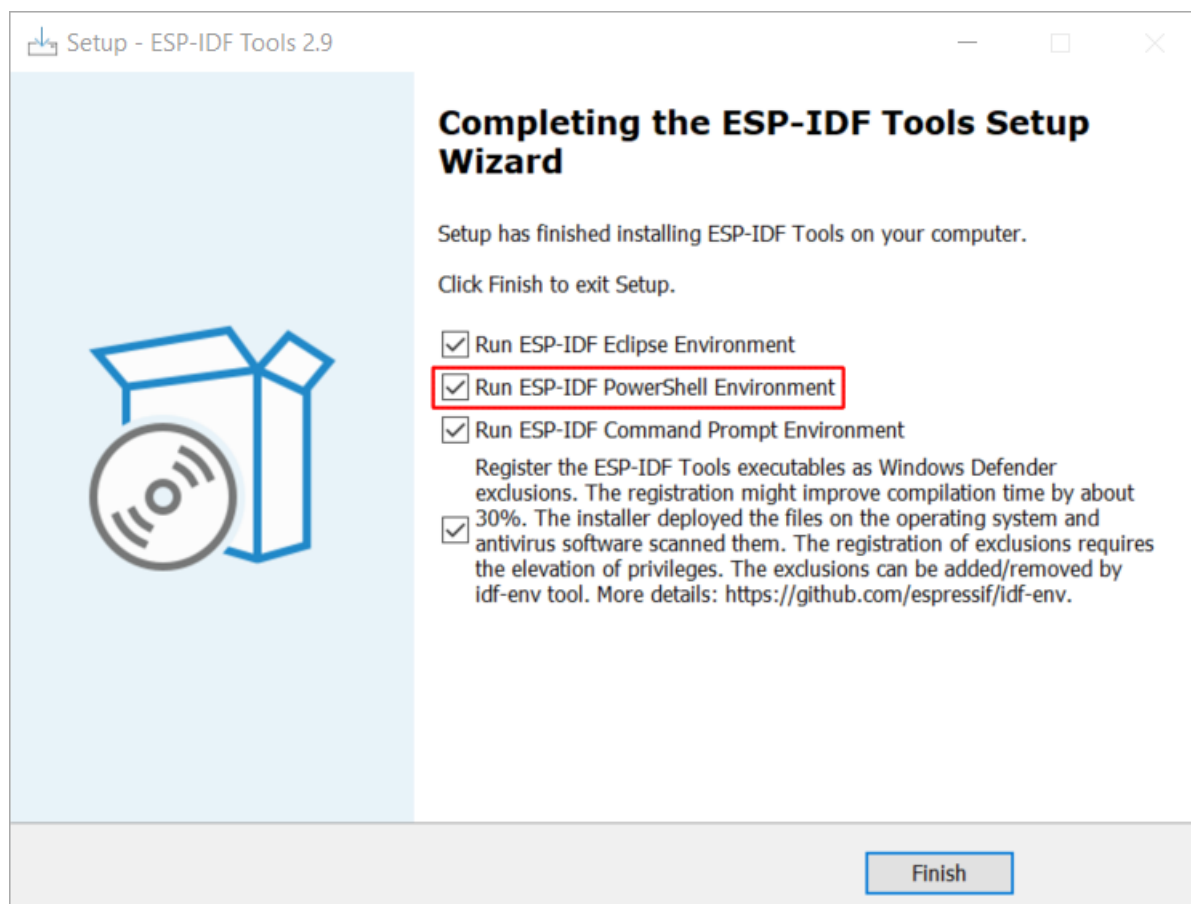 Setup - ESP-IDF Tools 2.9
Completing the ESP-IDF Tools Setup
Wizard
Setup has finished installing ESP-IDF Tools on your computer.
Click Finish to exit Setup.
Run ESP-IDF Eclipse Environment
Run ESP-IDF PowerShell Environment
Run ESP-IDF Command Prompt Environment
Register the ESP-IDF Tools executables as Windows Defender
exclusions. The registration might improve compilation time by about
30%. The installer deployed the files on the operating system and
antivirus software scanned them. The registration of exclusions requires
the elevation of privileges. The exclusions can be added/removed by
idf-env tool. More details: https://github.com/espressif/idf-env.
Finish